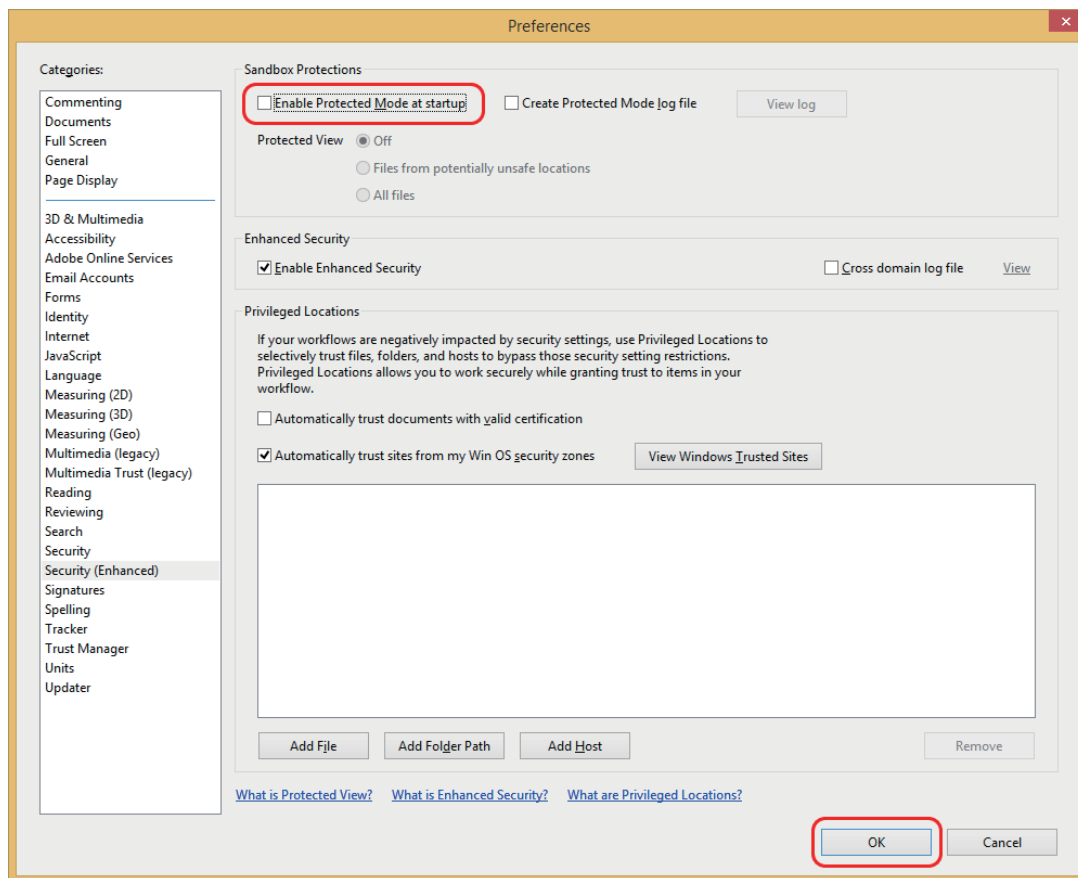 Preferences
Categories:
Commenting
Documents
Full Screen
General
Page Display
3D & Multimedia
Accessibility
Adobe Online Services
Email Accounts
Forms
Identity
Internet
JavaScript
Language
Measuring (2D)
Measuring (3D)
Measuring (Geo)
Multimedia (legacy)
Multimedia Trust (legacy)
Reading
Reviewing
Search
Security
Security (Enhanced)
Signatures
Spelling
Tracker
Trust Manager
Units
Updater
Sandbox Protections
Enable Protected Mode at startup Create Protected Mode log file View log
Protected View Off
Files from potentially unsafe locations
All files
Enhanced Security
Enable Enhanced Security Cross domain log file View
Privileged Locations
If your workflows are negatively impacted by security settings, use Privileged Locations to
selectively trust files, folders, and hosts to bypass those security setting restrictions.
Privileged Locations allows you to work securely while granting trust to items in your
workflow.
Automatically trust documents with valid certification
Automatically trust sites from my Win OS security zones View Windows Trusted Sites
Add File Add Folder Path Add Host Remove
What is Protected View? What is Enhanced Security? What are Privileged Locations?
OK Cancel